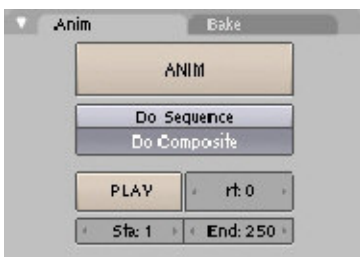 Anim Bake
ANIM
Do Sequence
Do Composite
PLAY rt: 0
Sta: 1 End: 250